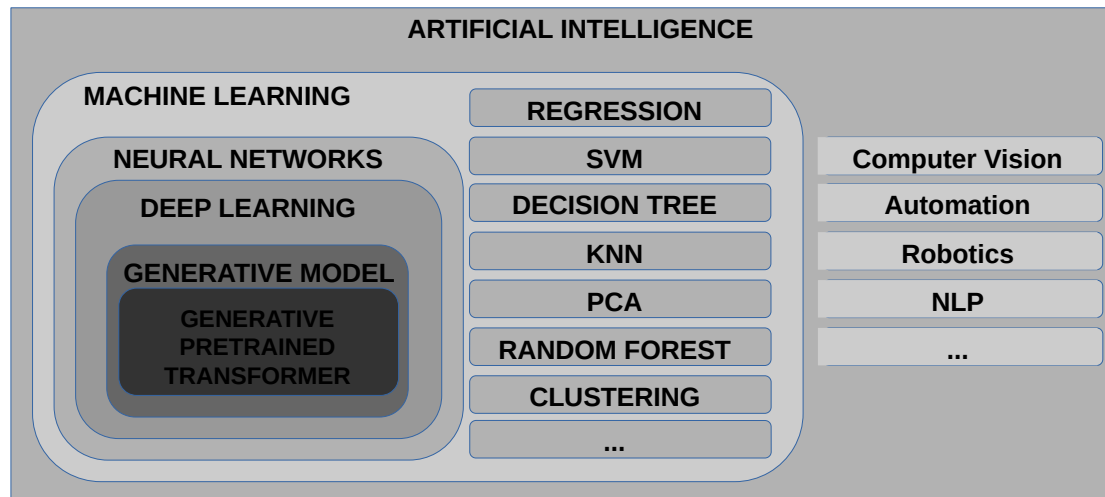 ARTIFICIAL INTELLIGENCE
MACHINE LEARNING
NEURAL NETWORKS
DEEP LEARNING
GENERATIVE MODEL
GENERATIVE
PRETRAINED
TRANSFORMER
REGRESSION
SVM
DECISION TREE
KNN
PCA
RANDOM FOREST
CLUSTERING
...
Computer Vision
Automation
Robotics
NLP
...